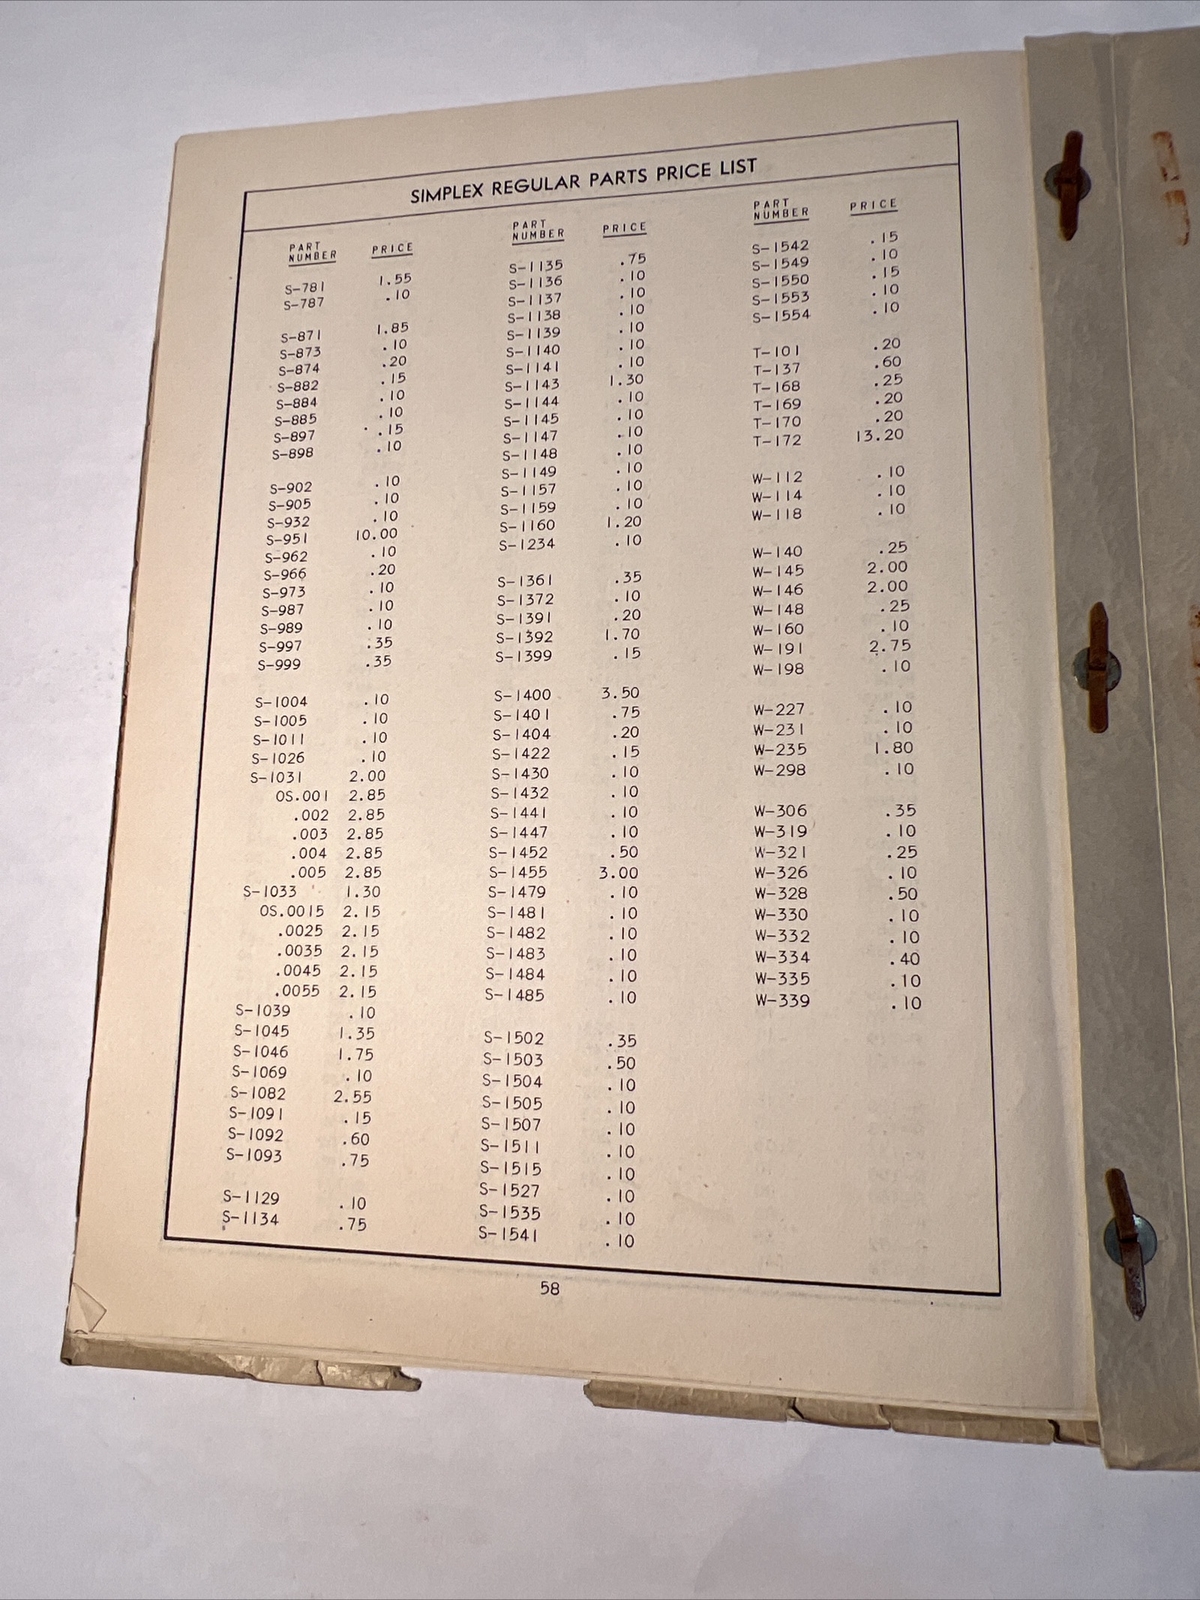 SIMPLEX REGULAR PARTS PRICE LIST
PART NUMBER PRICE
S-781 1.55
S-787 .10
S-871 1.85
S-873 .10
S-874 .20
S-882 .15
S-884 .10
S-885 .10
S-897 .15
S-898 .10
S-902 .10
S-905 .10
S-932 .10
S-951 10.00
S-962 .10
S-966 .20
S-973 .10
S-987 .10
S-989 .10
S-997 .35
S-999 .35
S-1004 .10
S-1005 .10
S-1011 .10
S-1026 .10
S-1031 2.00
OS.001 2.85
.002 2.85
.003 2.85
.004 2.85
.005 2.85
S-1033 1.30
OS.0015 2.15
.0025 2.15
.0035 2.15
.0045 2.15
.0055 2.15
S-1039 .10
S-1045 1.35
S-1046 1.75
S-1069 .10
S-1082 2.55
S-1091 .15
S-1092 .60
S-1093 .75
S-1129 .10
S-1134 .75
PART NUMBER PRICE
S-1135 .75
S-1136 .10
S-1137 .10
S-1138 .10
S-1139 .10
S-1140 .10
S-1141 .10
S-1143 1.30
S-1144 .10
S-1145 .10
S-1147 .10
S-1148 .10
S-1149 .10
S-1157 .10
S-1159 .10
S-1160 1.20
S-1234 .10
S-1361 .35
S-1372 .10
S-1391 .20
S-1392 1.70
S-1399 .15
S-1400 3.50
S-1401 .75
S-1404 .20
S-1422 .15
S-1430 .10
S-1432 .10
S-1441 .10
S-1447 .10
S-1452 .50
S-1455 3.00
S-1479 .10
S-1481 .10
S-1482 .10
S-1483 .10
S-1484 .10
S-1485 .10
S-1502 .35
S-1503 .50
S-1504 .10
S-1505 .10
S-1507 .10
S-1511 .10
S-1515 .10
S-1527 .10
S-1535 .10
S-1541 .10
PART NUMBER PRICE
S-1542 .15
S-1549 .10
S-1550 .15
S-1553 .10
S-1554 .10
T-101 .20
T-137 .60
T-168 .25
T-169 .20
T-170 .20
T-172 13.20
W-112 .10
W-114 .10
W-118 .10
W-140 .25
W-145 2.00
W-146 2.00
W-148 .25
W-160 .10
W-191 2.75
W-198 .10
W-227 .10
W-231 .10
W-235 1.80
W-298 .10
W-306 .35
W-319 .10
W-321 .25
W-326 .10
W-328 .50
W-330 .10
W-332 .10
W-334 .40
W-335 .10
W-339 .10
58